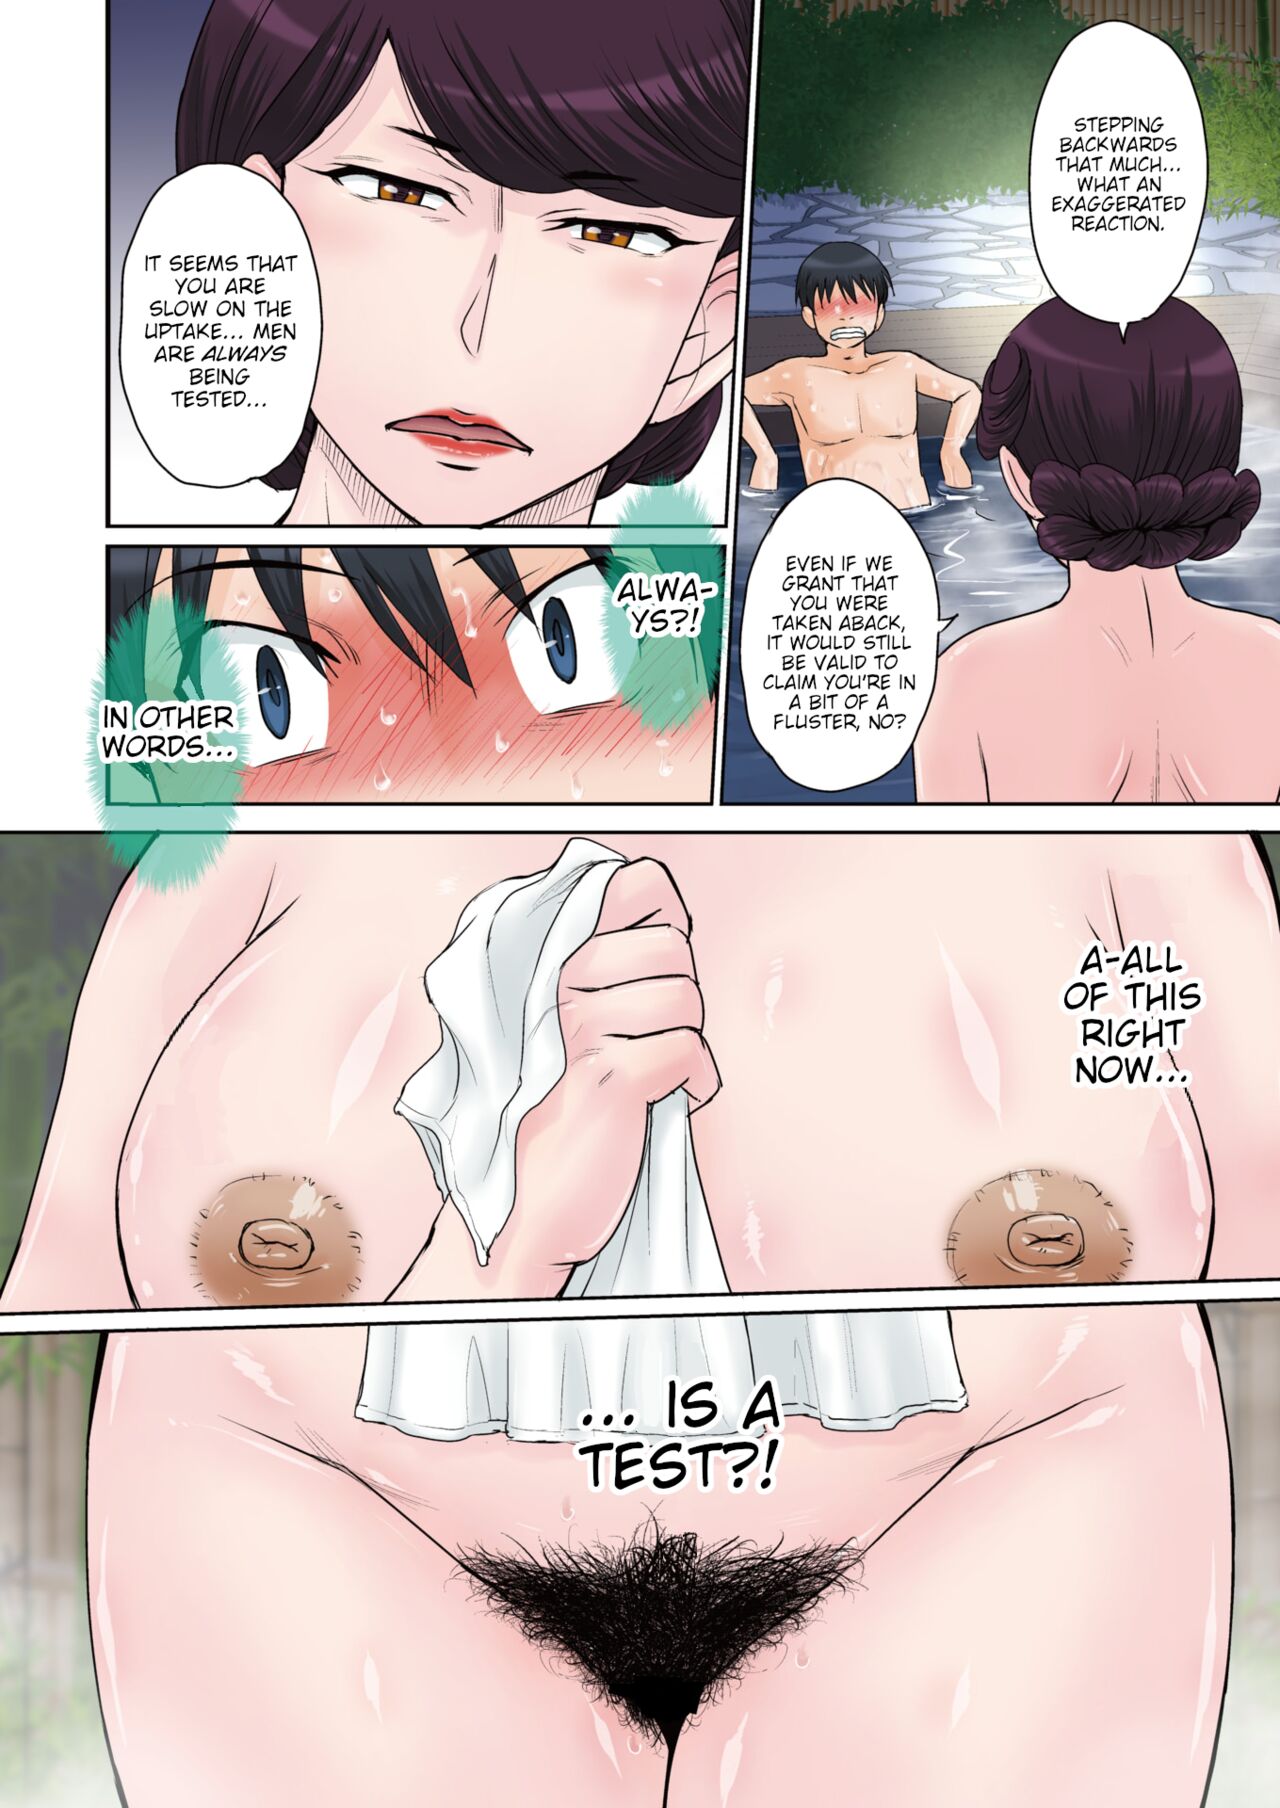 STEPPING
BACKWARDS
THAT MUCH...
WHAT AN
EXAGGERATED
REACTION.
EVEN IF WE
GRANT THAT
YOU WERE
TAKEN ABACK,
IT WOULD STILL
BE VALID TO
CLAIM YOU'RE IN
A BIT OF A
FLUSTER, NO?
IT SEEMS THAT
YOU ARE
SLOW ON THE
UPTAKE... MEN
ARE ALWAYS
BEING
TESTED...
ALWA-
YS?!
IN OTHER
WORDS...
A-ALL
OF THIS
RIGHT
NOW...
... IS A
TEST?!